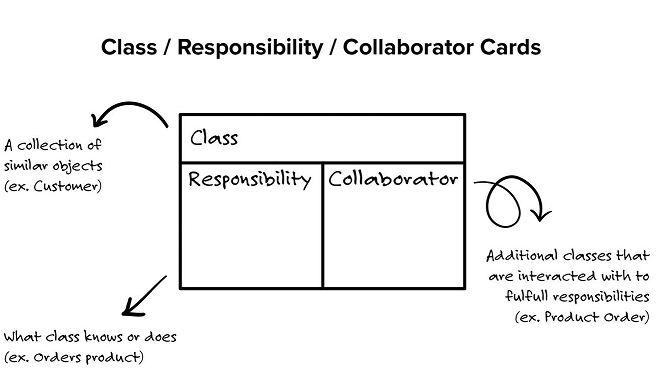 Class / Responsibility / Collaborator Cards
A collection of
similar objects
(ex. Customer)
Class
Responsibility
Collaborator
What class knows or does
(ex. Orders product)
Additional classes that
are interacted with to
fulfull responsibilities
(ex. Product Order)